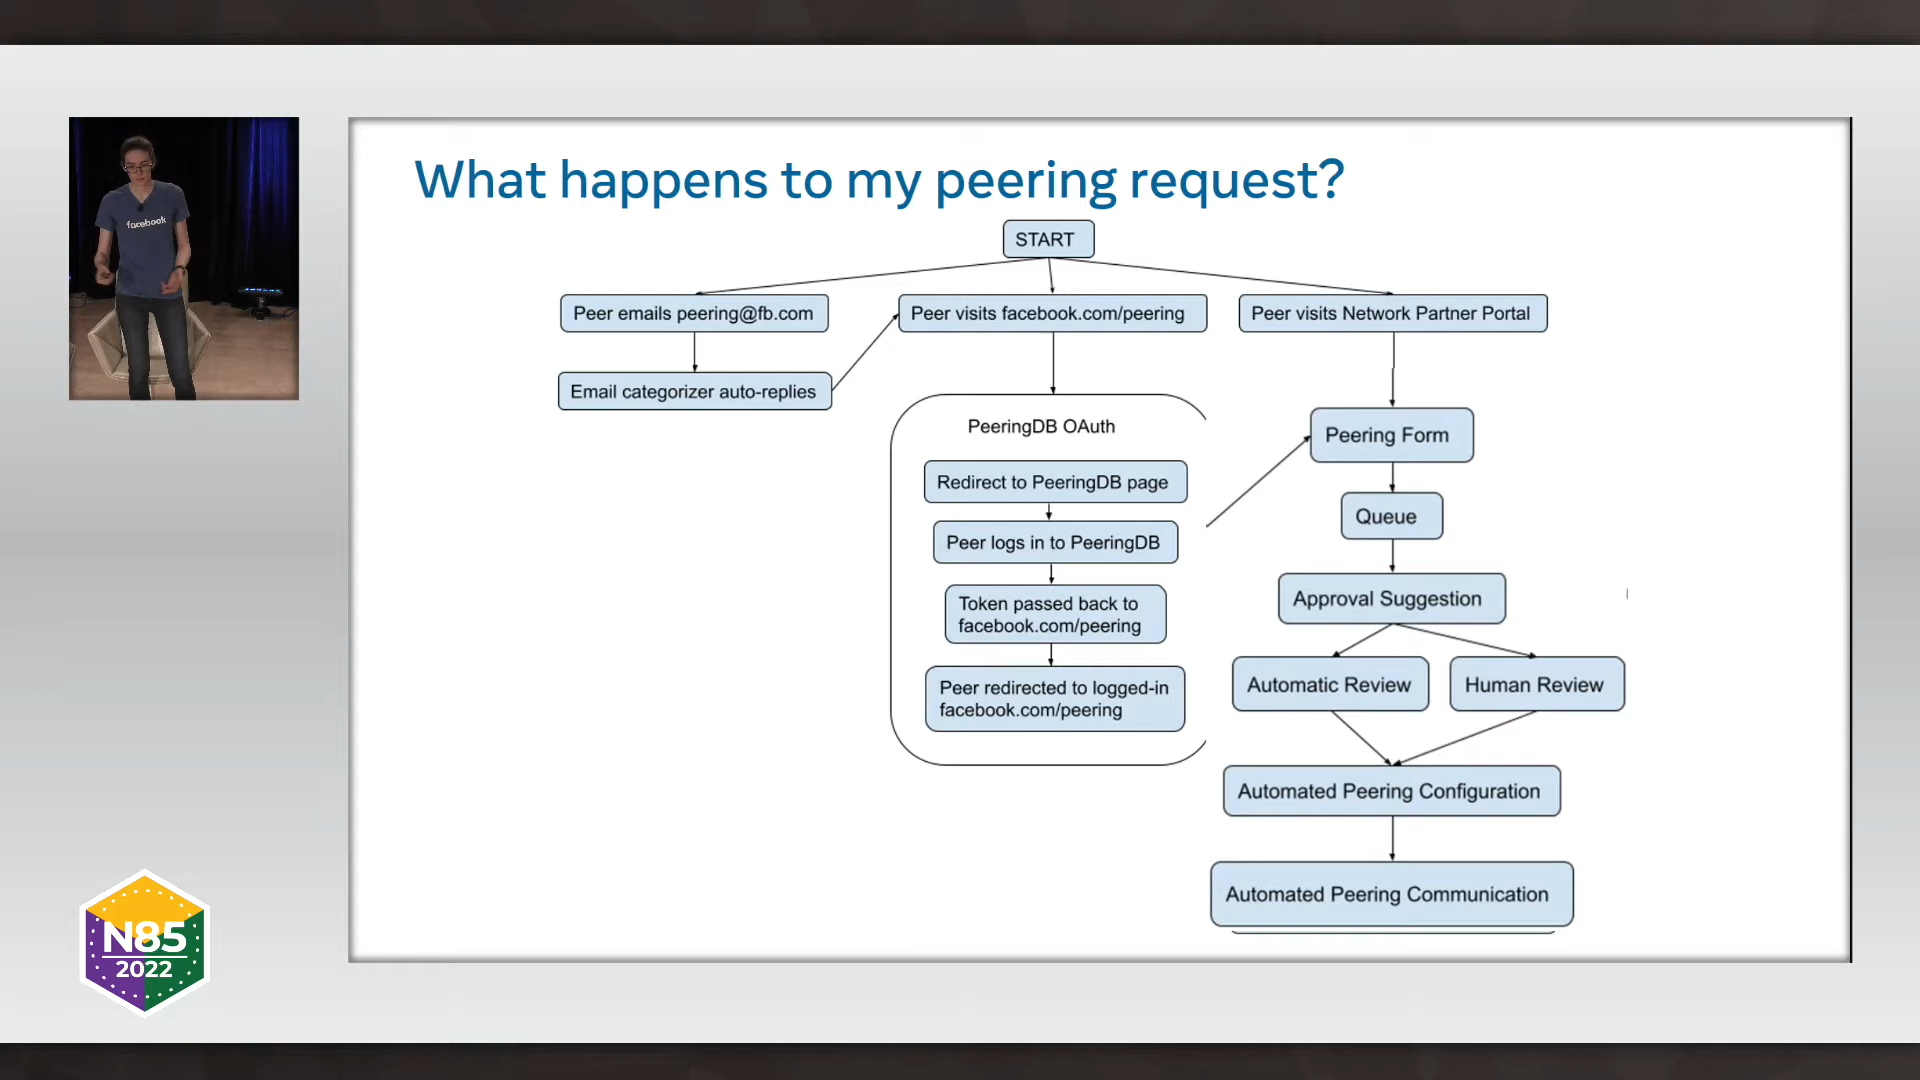 What happens to my peering request?
START
Peer emails peering@fb.com
Peer visits facebook.com/peering
Peer visits Network Partner Portal
Email categorizer auto-replies
PeeringDB OAuth
Redirect to PeeringDB page
Peer logs in to PeeringDB
Token passed back to
facebook.com/peering
Peer redirected to logged-in
facebook.com/peering
Peering Form
Queue
Approval Suggestion
Automatic Review
Human Review
Automated Peering Configuration
Automated Peering Communication
facebook
N85
2022